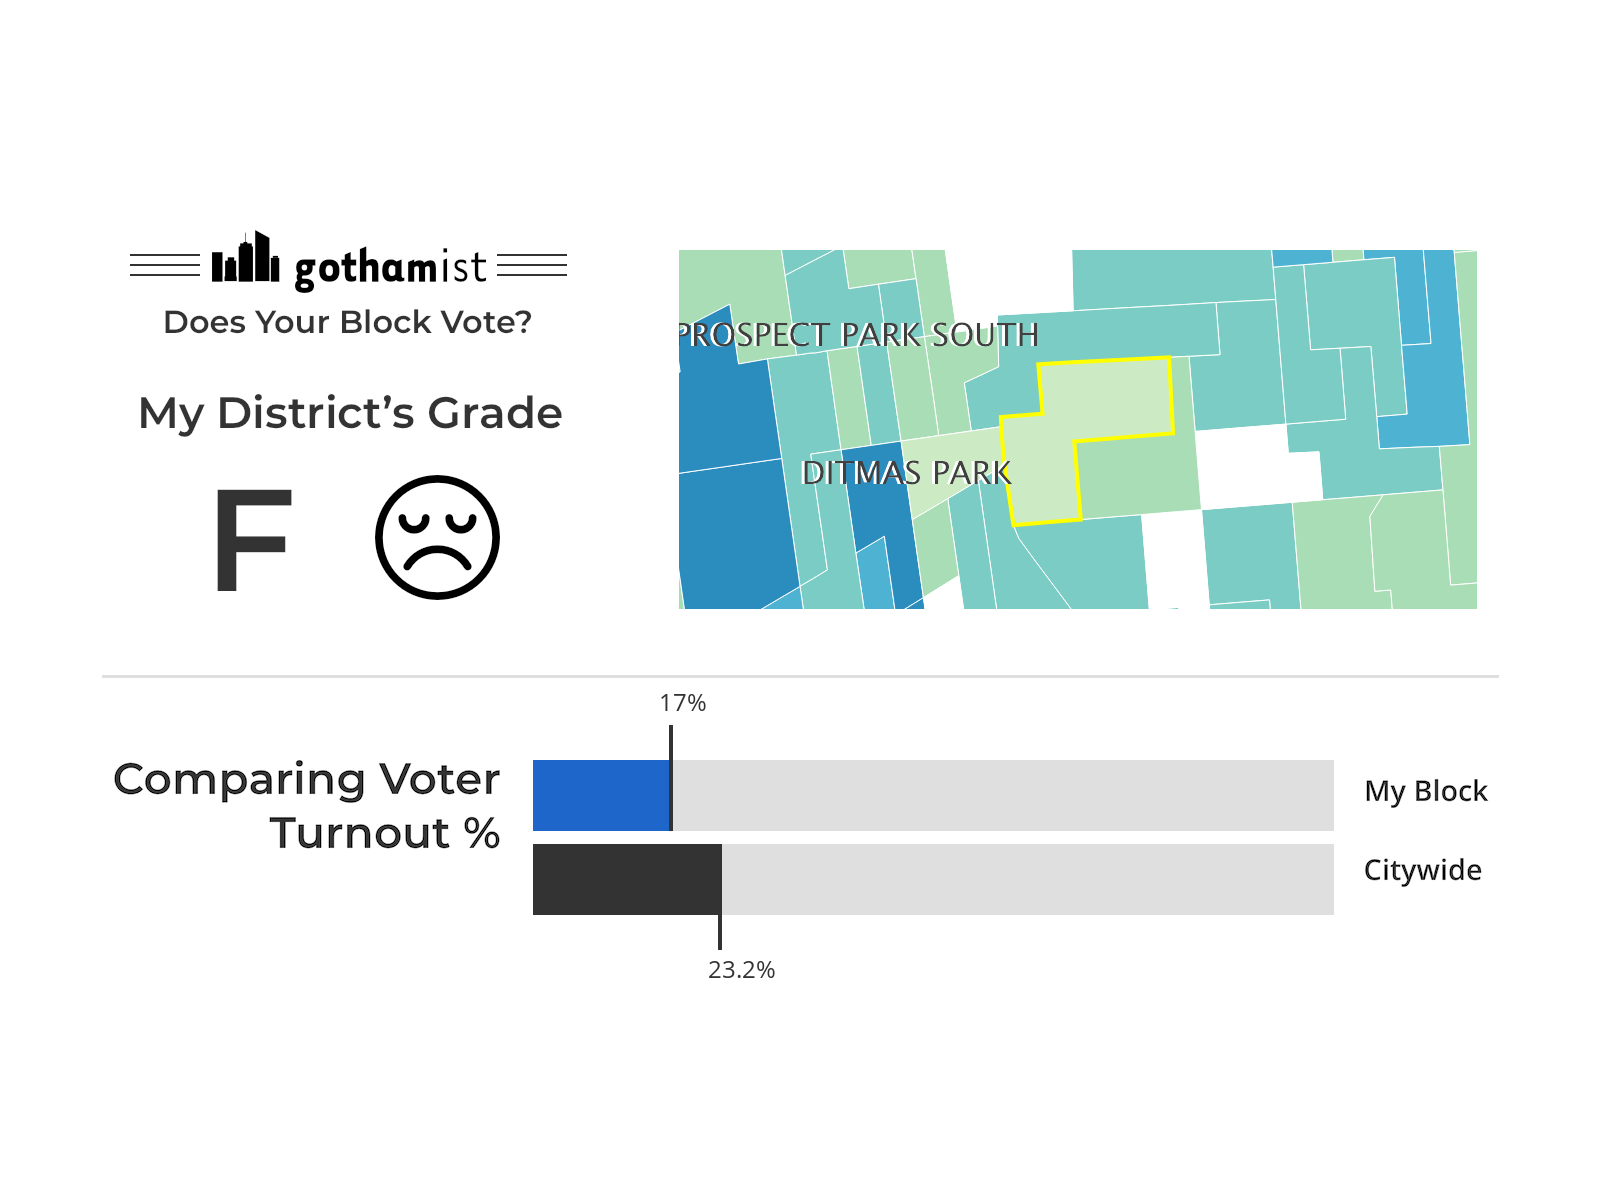 gothamist
Does Your Block Vote?
My District's Grade
F
PROSPECT PARK SOUTH
DITMAS PARK
17%
Comparing Voter
Turnout %
My Block
Citywide
23.2%